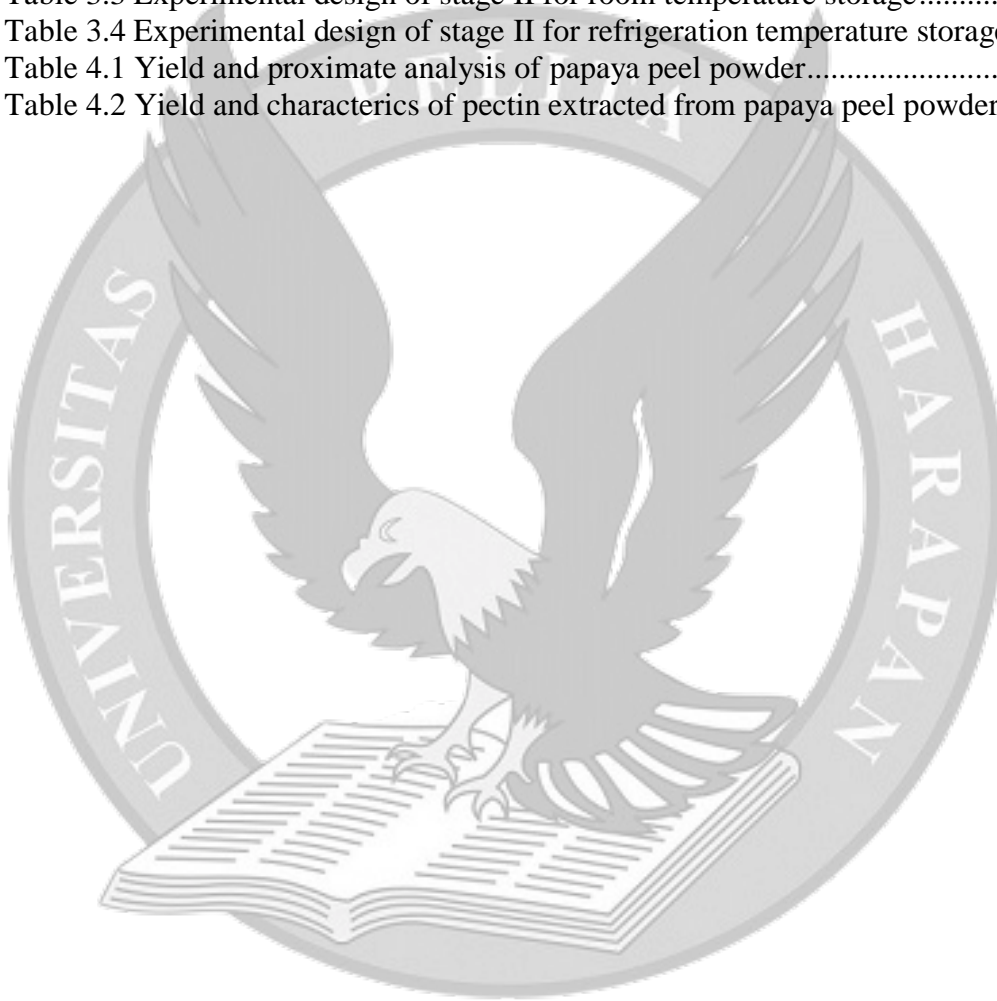 Table 3.3 Experimental design of stage II for room temperature storage..........
Table 3.4 Experimental design of stage II for refrigeration temperature storage
Table 4.1 Yield and proximate analysis of papaya peel powder........................
Table 4.2 Yield and characterics of pectin extracted from papaya peel powder
UNIVERSITAS
PELITA
HARAPAN